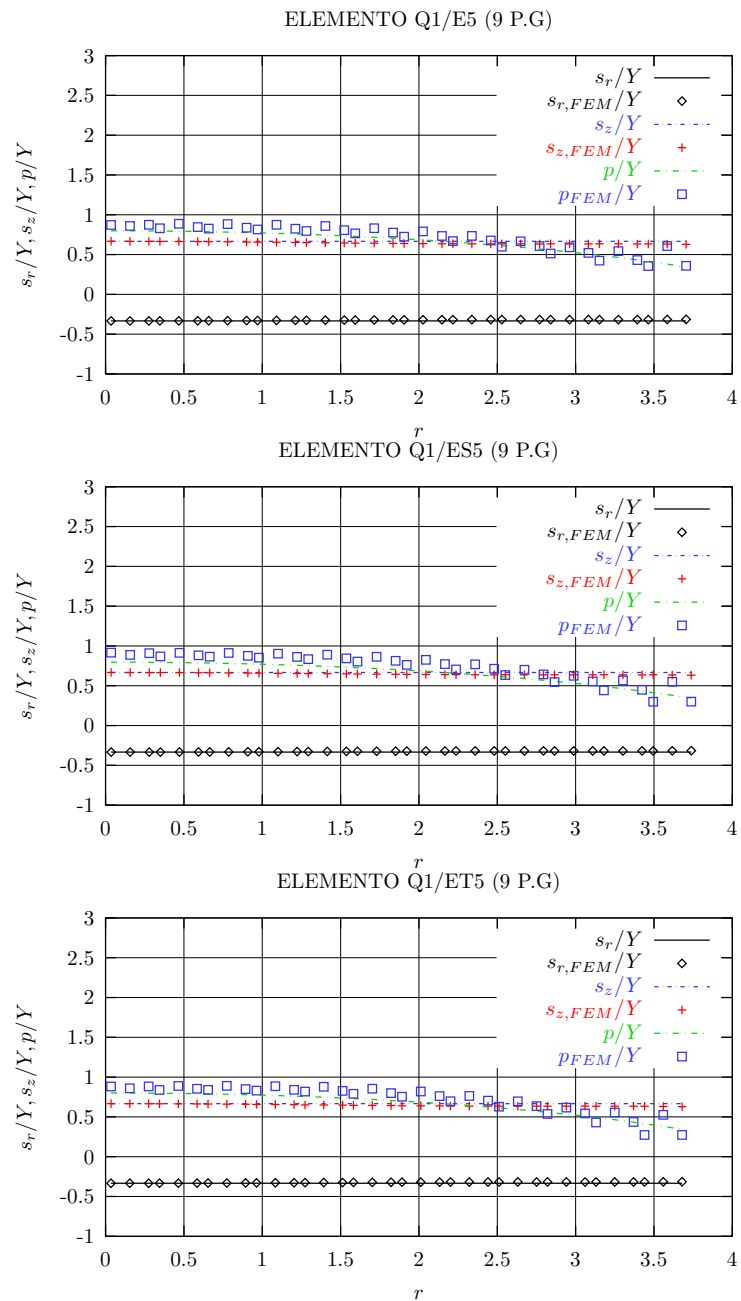 ELEMENTO Q1/E5 (9 P.G)
3
2.5
2
1.5
1
0.5
0
-0.5
-1
0 0.5 1 1.5 2 2.5 3 3.5 4
s_r/Y, s_z/Y, p/Y
r
s_r/Y
s_{r,FEM}/Y
s_z/Y
s_{z,FEM}/Y
p/Y
p_{FEM}/Y
ELEMENTO Q1/ES5 (9 P.G)
3
2.5
2
1.5
1
0.5
0
-0.5
-1
0 0.5 1 1.5 2 2.5 3 3.5 4
s_r/Y, s_z/Y, p/Y
r
s_r/Y
s_{r,FEM}/Y
s_z/Y
s_{z,FEM}/Y
p/Y
p_{FEM}/Y
ELEMENTO Q1/ET5 (9 P.G)
3
2.5
2
1.5
1
0.5
0
-0.5
-1
0 0.5 1 1.5 2 2.5 3 3.5 4
s_r/Y, s_z/Y, p/Y
r
s_r/Y
s_{r,FEM}/Y
s_z/Y
s_{z,FEM}/Y
p/Y
p_{FEM}/Y